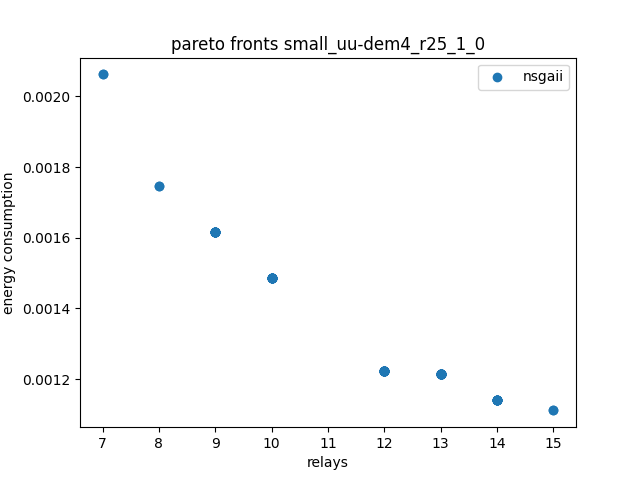 pareto fronts small_uu-dem4_r25_1_0
nsgaii
0.0020
0.0018
0.0016
0.0014
0.0012
energy consumption
7 8 9 10 11 12 13 14 15
relays